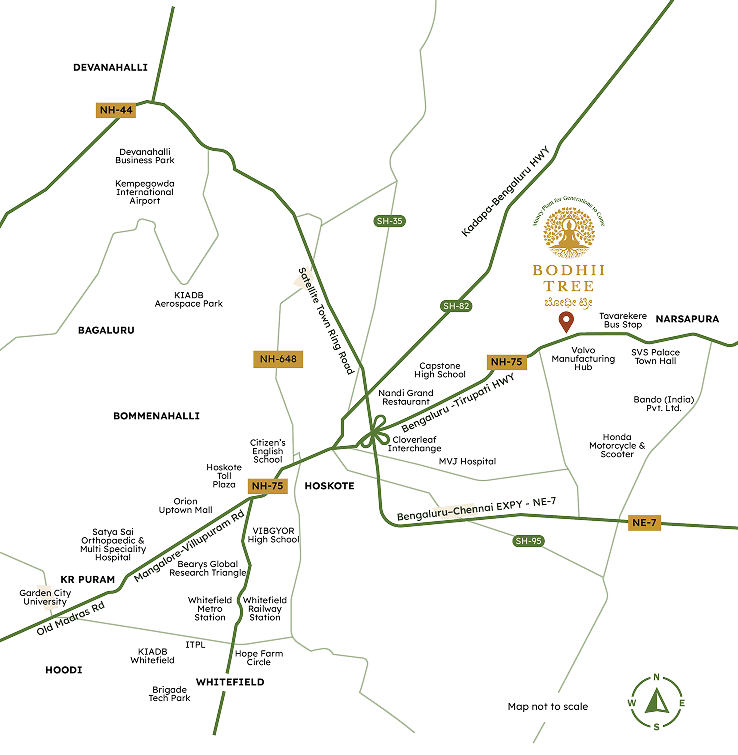 DEVANAHALLI
NH-44
Devanahalli
Business Park
Kempegowda
International
Airport
KIADB
Aerospace Park
BAGALURU
SH-35
Kadapa-Bengaluru HWY
Satellite Town Ring Road
SH-82
Money Plant for Generations to Come
BODHII
TREE
ಬೋಧೀ ಟ್ರೀ
Tavarekere
Bus Stop
NARSAPURA
NH-648
NH-75
Volvo
Manufacturing
Hub
SVS Palace
Town Hall
Capstone
High School
Bengaluru -Tirupati HWY
Nandi Grand
Restaurant
Bando (India)
Pvt. Ltd.
BOMMENAHALLI
Cloverleaf
Interchange
Honda
Motorcycle &
Scooter
Citizen's
English
School
MVJ Hospital
Hoskote
Toll
Plaza
NH-75
HOSKOTE
Orion
Uptown Mall
Bengaluru-Chennai EXPY - NE-7
NE-7
SH-95
Mangalore-Villupuram Rd
VIBGYOR
High School
Satya Sai
Orthopaedic &
Multi Speciality
Hospital
Bearys Global
Research Triangle
KR PURAM
Garden City
University
Old Madras Rd
Whitefield
Metro
Station
Whitefield
Railway
Station
ITPL
KIADB
Whitefield
Hope Farm
Circle
HOODI
WHITEFIELD
Brigade
Tech Park
Map not to scale
N
W
E
S